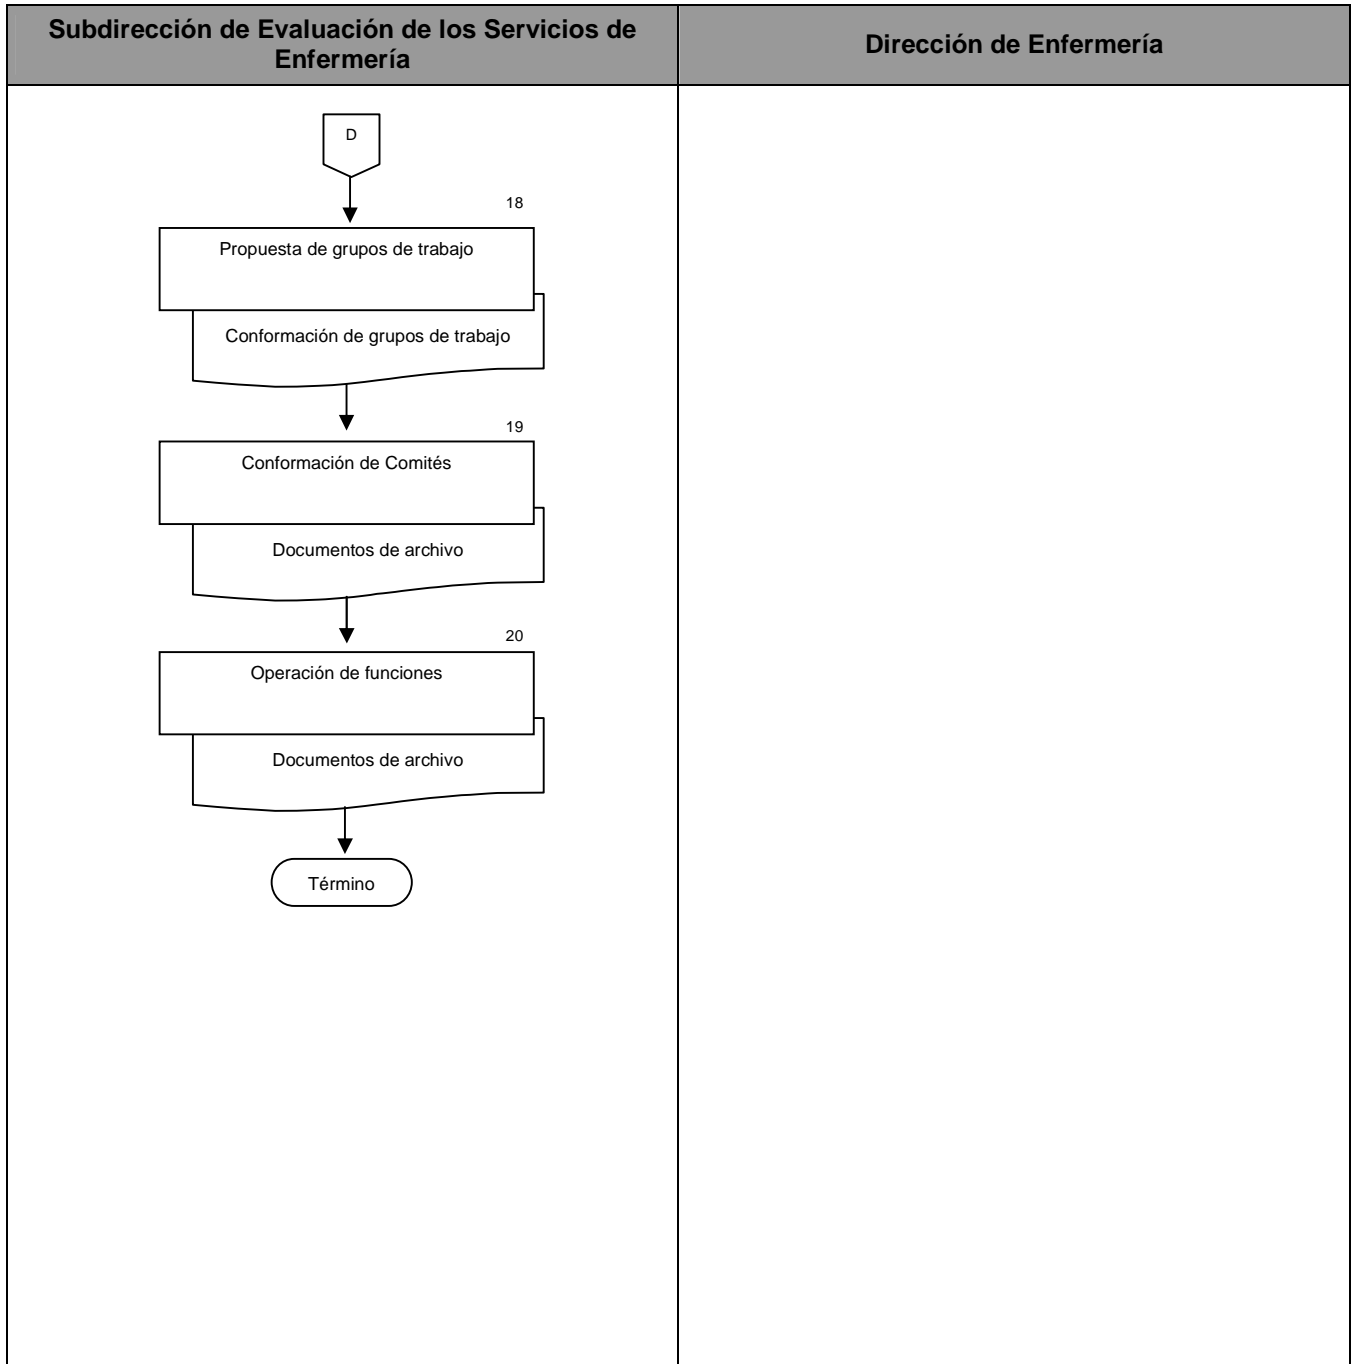 Subdirección de Evaluación de los Servicios de
Enfermería
Dirección de Enfermería
D
18
Propuesta de grupos de trabajo
Conformación de grupos de trabajo
19
Conformación de Comités
Documentos de archivo
20
Operación de funciones
Documentos de archivo
Término